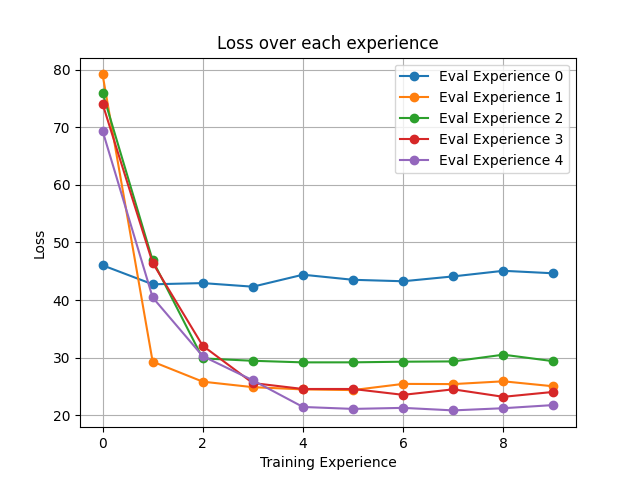 Loss over each experience
Eval Experience 0
Eval Experience 1
Eval Experience 2
Eval Experience 3
Eval Experience 4
80
70
60
50
40
30
20
Loss
0 2 4 6 8
Training Experience